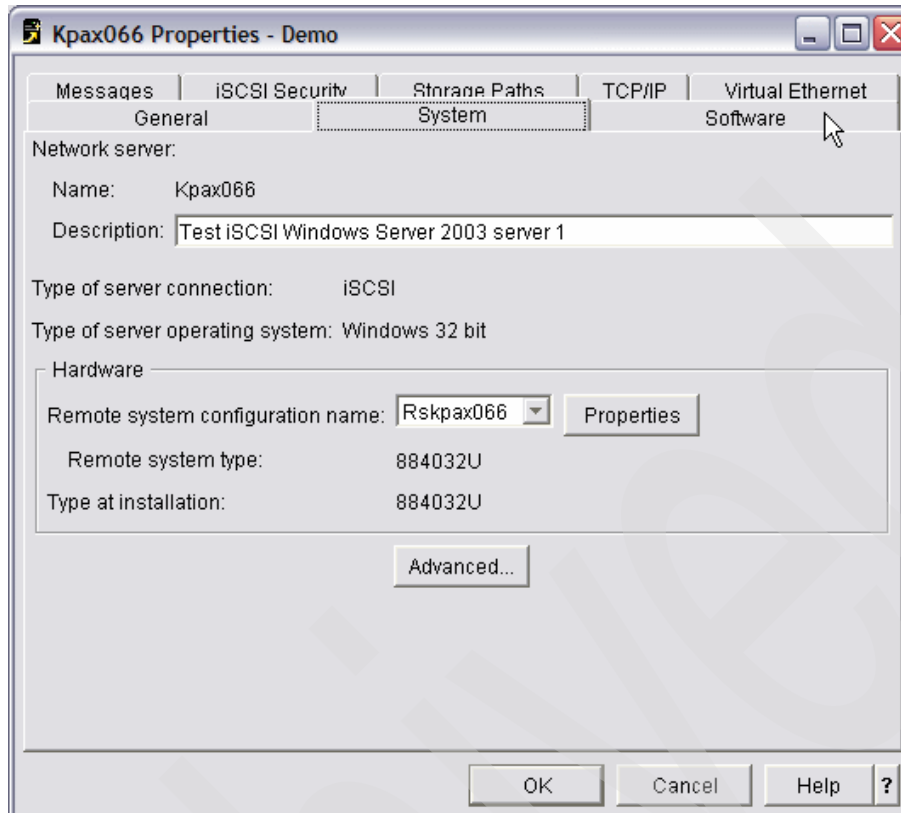 Kpax066 Properties - Demo
Messages iSCSI Security Storage Paths TCP/IP Virtual Ethernet
General System Software
Network server:
Name: Kpax066
Description: Test iSCSI Windows Server 2003 server 1
Type of server connection: iSCSI
Type of server operating system: Windows 32 bit
Hardware
Remote system configuration name: Rskpax066 Properties
Remote system type: 884032U
Type at installation: 884032U
Advanced...
OK Cancel Help ?